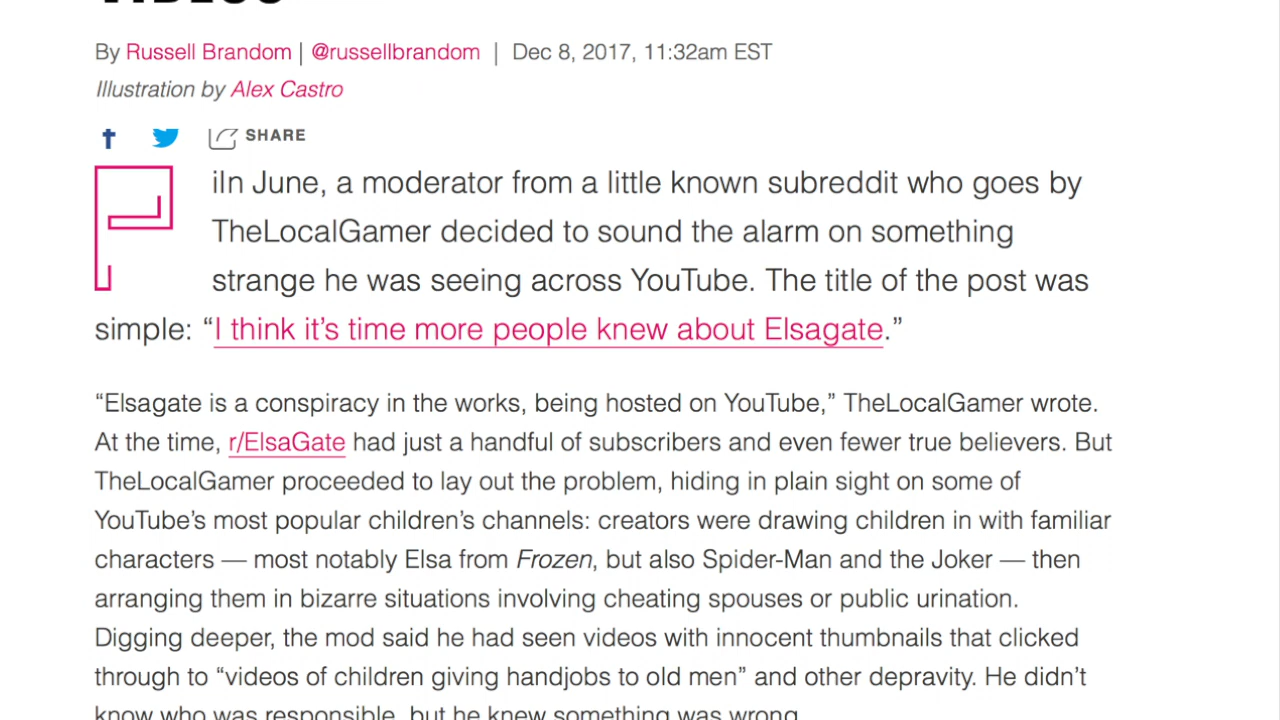 VIDEOS
By Russell Brandom | @russellbrandom | Dec 8, 2017, 11:32am EST
Illustration by Alex Castro
SHARE
iIn June, a moderator from a little known subreddit who goes by
TheLocalGamer decided to sound the alarm on something
strange he was seeing across YouTube. The title of the post was
simple: “I think it’s time more people knew about Elsagate.”
“Elsagate is a conspiracy in the works, being hosted on YouTube,” TheLocalGamer wrote.
At the time, r/ElsaGate had just a handful of subscribers and even fewer true believers. But
TheLocalGamer proceeded to lay out the problem, hiding in plain sight on some of
YouTube’s most popular children’s channels: creators were drawing children in with familiar
characters — most notably Elsa from Frozen, but also Spider-Man and the Joker — then
arranging them in bizarre situations involving cheating spouses or public urination.
Digging deeper, the mod said he had seen videos with innocent thumbnails that clicked
through to “videos of children giving handjobs to old men” and other depravity. He didn’t
know who was responsible, but he knew something was wrong.